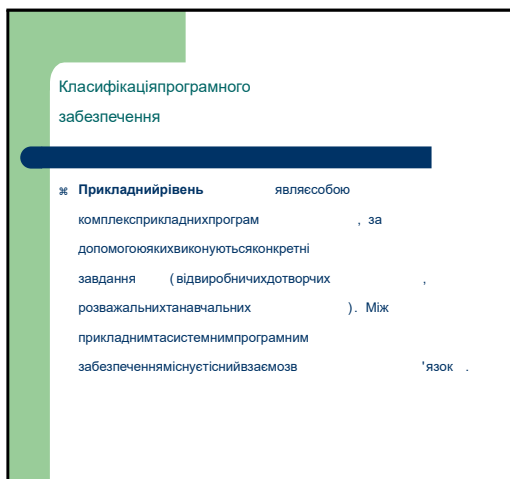 Класифікаціяпрограмного
забезпечення
⌘ Прикладнийрівень являєсобою
комплексприкладнихпрограм , за
допомогоюякихвиконуютьсяконкретні
завдання (відвиробничихдотворчих ,
розважальнихтанавчальних ). Між
прикладнимтасистемнимпрограмним
забезпеченняміснуєтіснийвзаємозв 'язок .